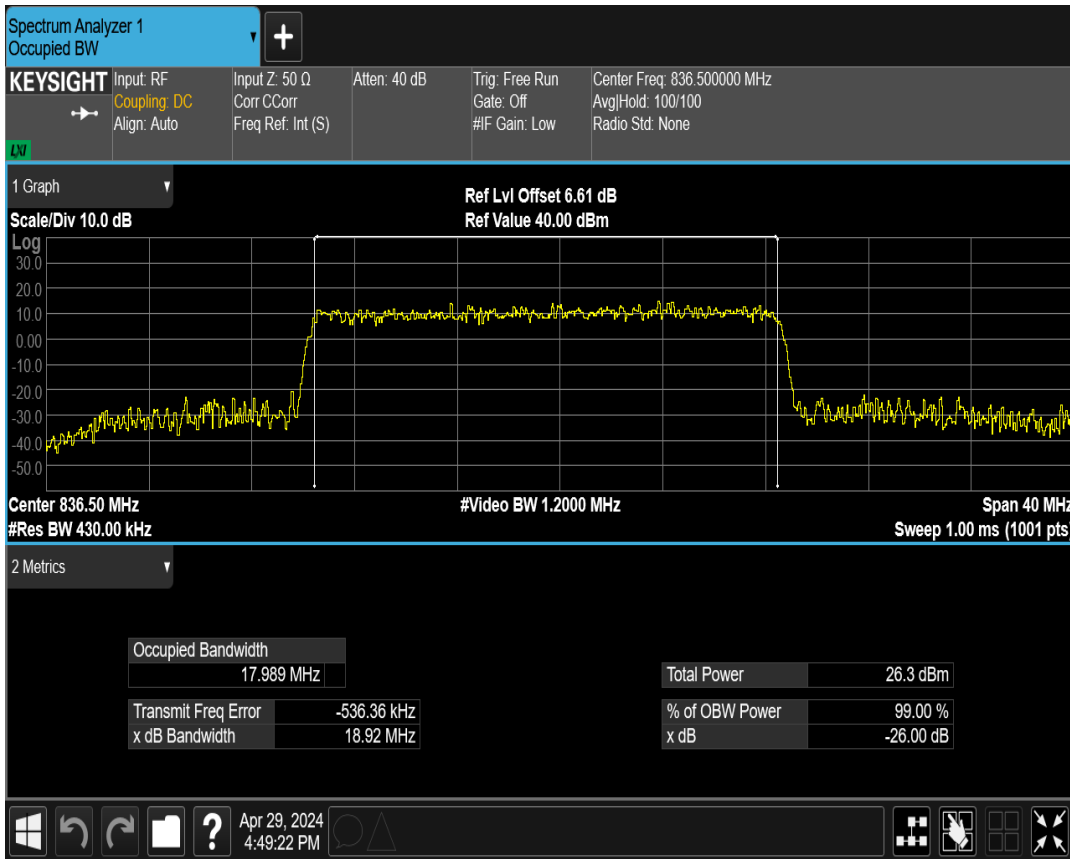 Spectrum Analyzer 1
Occupied BW
KEYSIGHT
LXI
Input: RF
Coupling: DC
Align: Auto
Input Z: 50 Ω
Corr CCorr
Freq Ref: Int (S)
Atten: 40 dB
Trig: Free Run
Gate: Off
#IF Gain: Low
Center Freq: 836.500000 MHz
Avg|Hold: 100/100
Radio Std: None
1 Graph
Scale/Div 10.0 dB
Ref Lvl Offset 6.61 dB
Ref Value 40.00 dBm
Log
30.0
20.0
10.0
0.00
-10.0
-20.0
-30.0
-40.0
-50.0
Center 836.50 MHz
#Video BW 1.2000 MHz
Span 40 MHz
#Res BW 430.00 kHz
Sweep 1.00 ms (1001 pts)
2 Metrics
Occupied Bandwidth
17.989 MHz
Total Power 26.3 dBm
Transmit Freq Error -536.36 kHz
% of OBW Power 99.00 %
x dB Bandwidth 18.92 MHz
x dB -26.00 dB
?
Apr 29, 2024
4:49:22 PM